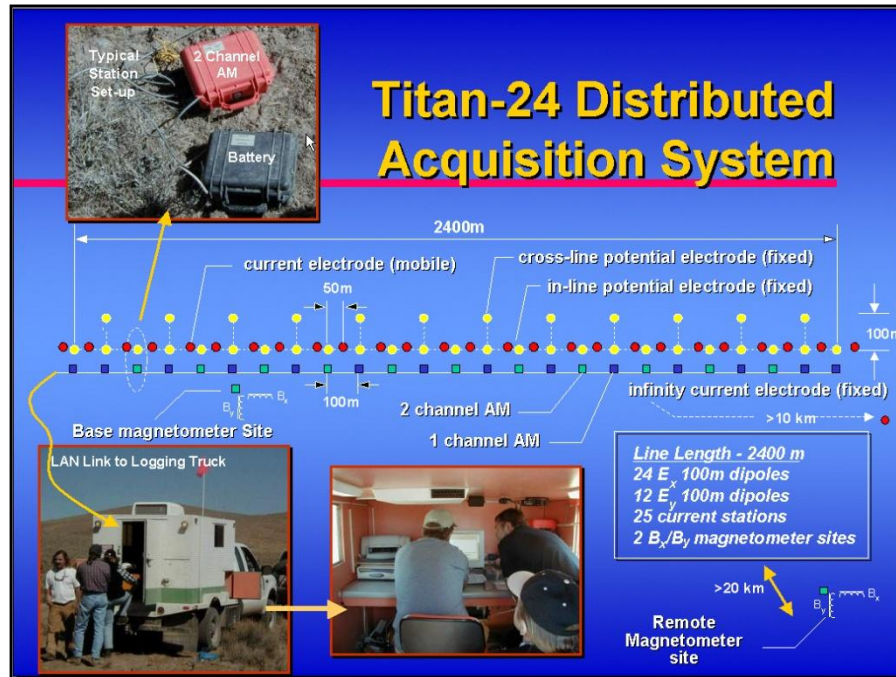 Typical
Station
Set-up
2 Channel
AM
Battery
Titan-24 Distributed
Acquisition System
2400m
current electrode (mobile)
cross-line potential electrode (fixed)
50m
in-line potential electrode (fixed)
100m
100m
2 channel AM
1 channel AM
infinity current electrode (fixed)
>10 km
By
Bx
Base magnetometer Site
LAN Link to Logging Truck
Line Length - 2400 m
24 Ex 100m dipoles
12 Ey 100m dipoles
25 current stations
2 Bx/By magnetometer sites
>20 km
By
Bx
Remote
Magnetometer
site